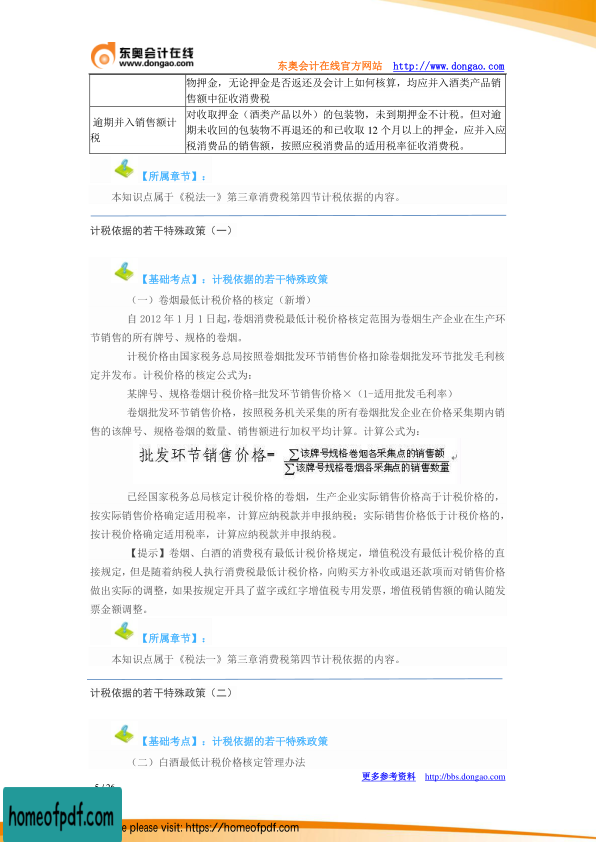 东奥会计在线
www.dongao.com
东奥会计在线官方网站 http://www.dongao.com
物押金，无论押金是否返还及会计上如何核算，均应并入酒类产品销
售额中征收消费税
逾期并入销售额计
税
对收取押金（酒类产品以外）的包装物，未到期押金不计税。但对逾
期未收回的包装物不再退还的和已收取 12 个月以上的押金，应并入应
税消费品的销售额，按照应税消费品的适用税率征收消费税。
【所属章节】：
本知识点属于《税法一》第三章消费税第四节计税依据的内容。
计税依据的若干特殊政策（一）
【基础考点】：计税依据的若干特殊政策
（一）卷烟最低计税价格的核定（新增）
自 2012 年 1 月 1 日起，卷烟消费税最低计税价格核定范围为卷烟生产企业在生产环
节销售的所有牌号、规格的卷烟。
计税价格由国家税务总局按照卷烟批发环节销售价格扣除卷烟批发环节批发毛利核
定并发布。计税价格的核定公式为：
某牌号、规格卷烟计税价格=批发环节销售价格×（1-适用批发毛利率）
卷烟批发环节销售价格，按照税务机关采集的所有卷烟批发企业在价格采集期内销
售的该牌号、规格卷烟的数量、销售额进行加权平均计算。计算公式为：
批发环节销售价格= ∑该牌号规格卷烟各采集点的销售额
∑该牌号规格卷烟各采集点的销售数量
已经国家税务总局核定计税价格的卷烟，生产企业实际销售价格高于计税价格的，
按实际销售价格确定适用税率，计算应纳税款并申报纳税；实际销售价格低于计税价格的，
按计税价格确定适用税率，计算应纳税款并申报纳税。
【提示】卷烟、白酒的消费税有最低计税价格规定，增值税没有最低计税价格的直
接规定，但是随着纳税人执行消费税最低计税价格，向购买方补收或退还款项而对销售价格
做出实际的调整，如果按规定开具了蓝字或红字增值税专用发票，增值税销售额的确认随发
票金额调整。
【所属章节】：
本知识点属于《税法一》第三章消费税第四节计税依据的内容。
计税依据的若干特殊政策（二）
【基础考点】：计税依据的若干特殊政策
（二）白酒最低计税价格核定管理办法
更多参考资料 http://bbs.dongao.com
homeofpdf.com
e please visit: https://homeofpdf.com